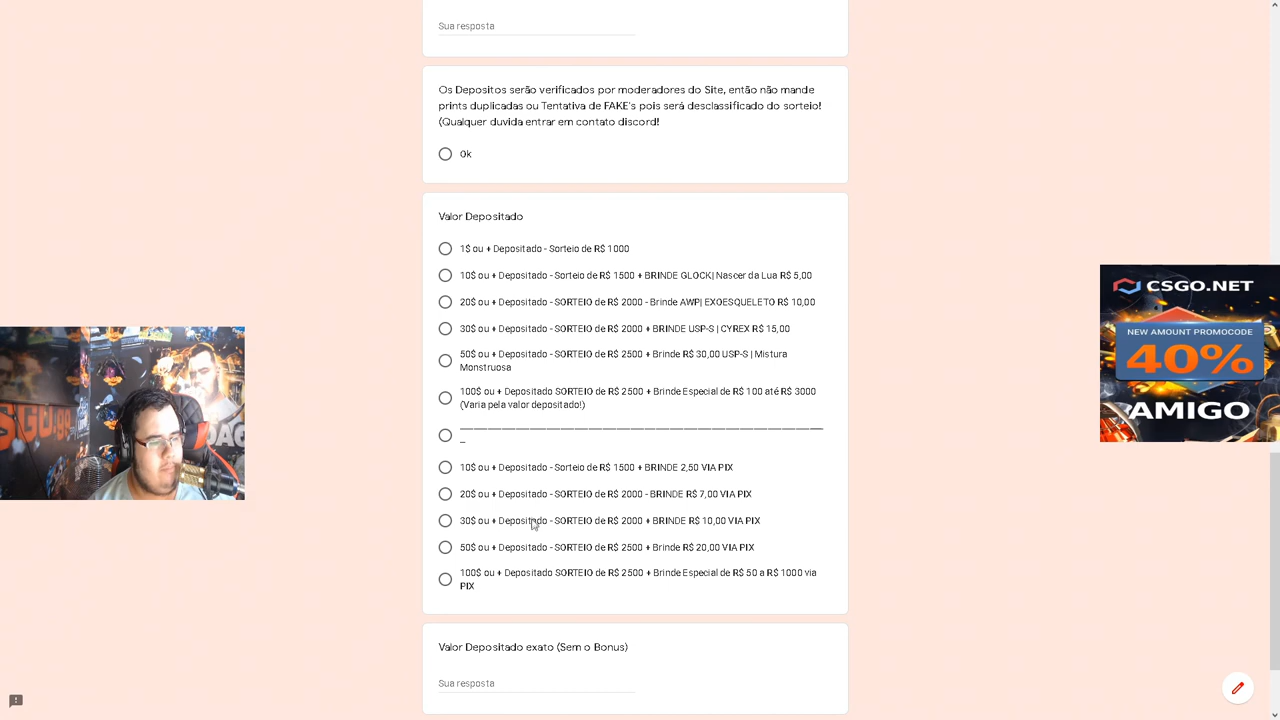 Sua resposta
Os Depositos serão verificados por moderadores do Site, então não mande
prints duplicadas ou Tentativa de FAKE's pois será desclassificado do sorteio!
(Qualquer duvida entrar em contato discord!
Ok
Valor Depositado
1$ ou + Depositado - Sorteio de R$ 1000
10$ ou + Depositado - Sorteio de R$ 1500 + BRINDE GLOCK| Nascer da Lua R$ 5,00
20$ ou + Depositado - SORTEIO de R$ 2000 - Brinde AWP| EXOESQUELETO R$ 10,00
30$ ou + Depositado - SORTEIO de R$ 2000 + BRINDE USP-S | CYREX R$ 15,00
50$ ou + Depositado - SORTEIO de R$ 2500 + Brinde R$ 30,00 USP-S | Mistura
Monstruosa
100$ ou + Depositado SORTEIO de R$ 2500 + Brinde Especial de R$ 100 até R$ 3000
(Varia pela valor depositado!)
10$ ou + Depositado - Sorteio de R$ 1500 + BRINDE 2,50 VIA PIX
20$ ou + Depositado - SORTEIO de R$ 2000 - BRINDE R$ 7,00 VIA PIX
30$ ou + Depositado - SORTEIO de R$ 2000 + BRINDE R$ 10,00 VIA PIX
50$ ou + Depositado - SORTEIO de R$ 2500 + Brinde R$ 20,00 VIA PIX
100$ ou + Depositado SORTEIO de R$ 2500 + Brinde Especial de R$ 50 a R$ 1000 via
PIX
Valor Depositado exato (Sem o Bonus)
Sua resposta
CSGO.NET
NEW AMOUNT PROMOCODE
40%
AMIGO